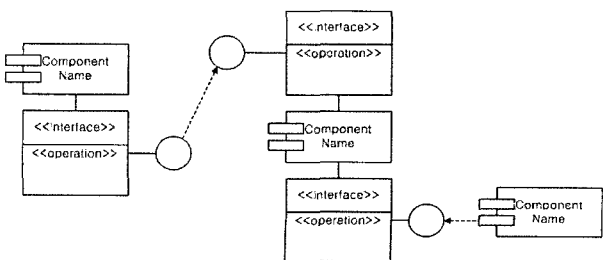 Component
Name
<<interface>>
<<operation>>
<<interface>>
<<operation>>
Component
Name
<<interface>>
<<operation>>
Component
Name